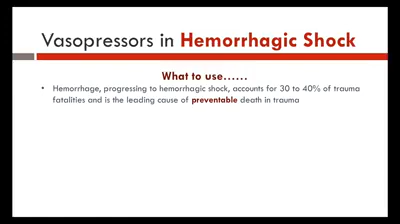 Vasopressors in Hemorrhagic Shock
What to use......
• Hemorrhage, progressing to hemorrhagic shock, accounts for 30 to 40% of trauma
fatalities and is the leading cause of preventable death in trauma